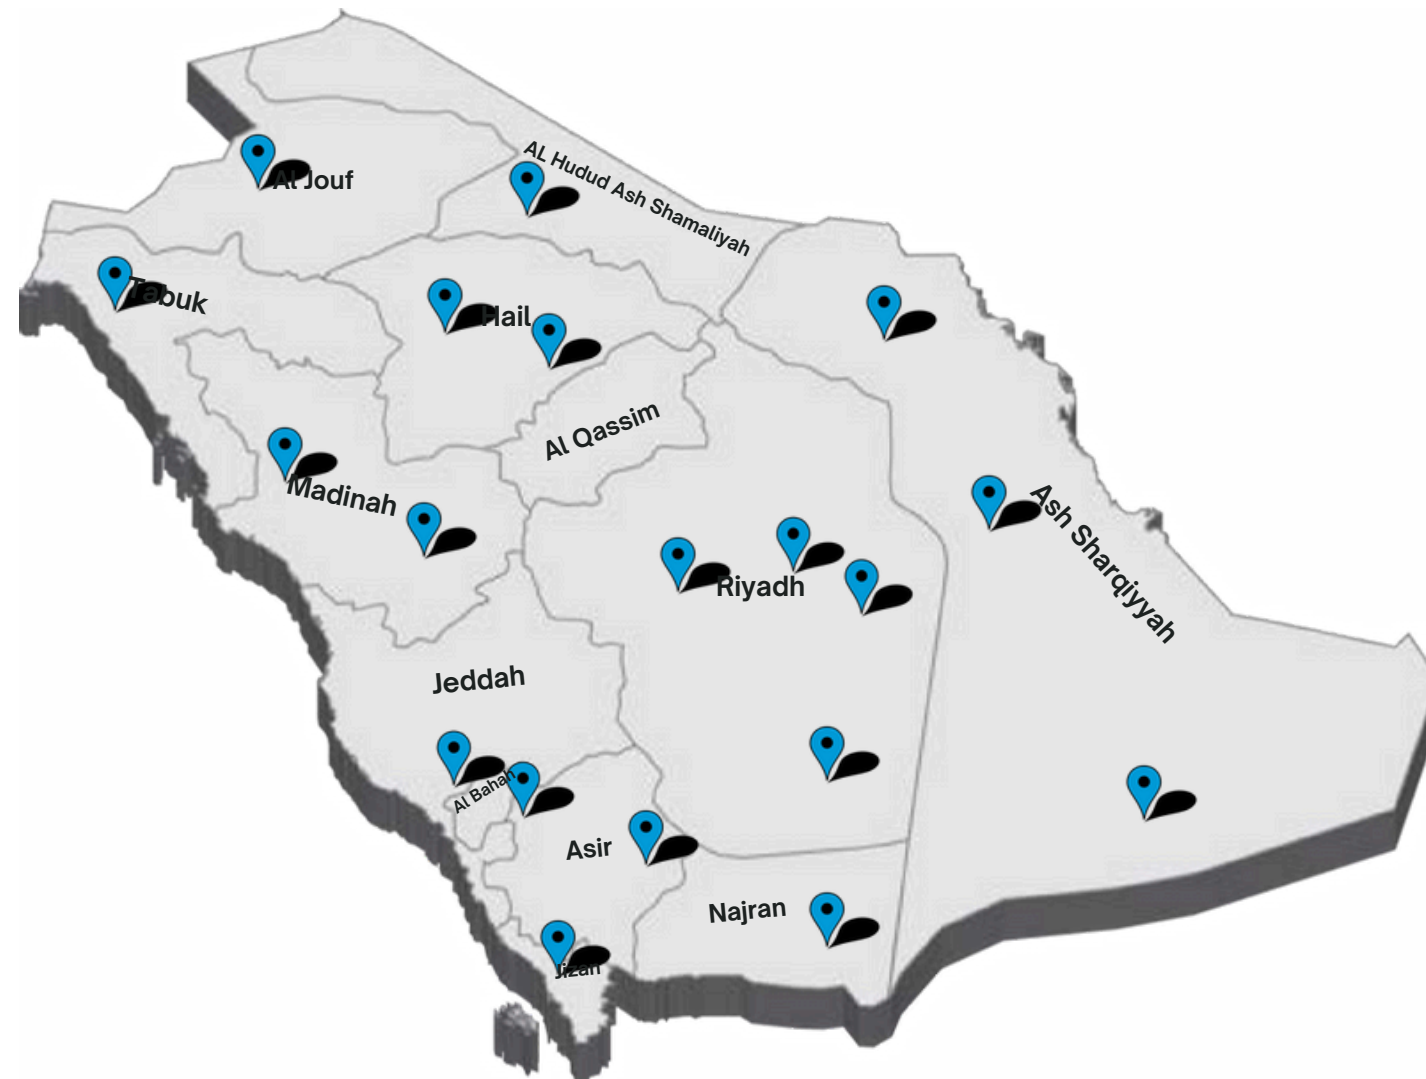 AL Hudud Ash Shamaliyah
Al Jouf
Tabuk
Hail
Al Qassim
Madinah
Ash Sharqiyyah
Riyadh
Jeddah
Al Bahah
Asir
Najran
Jizan